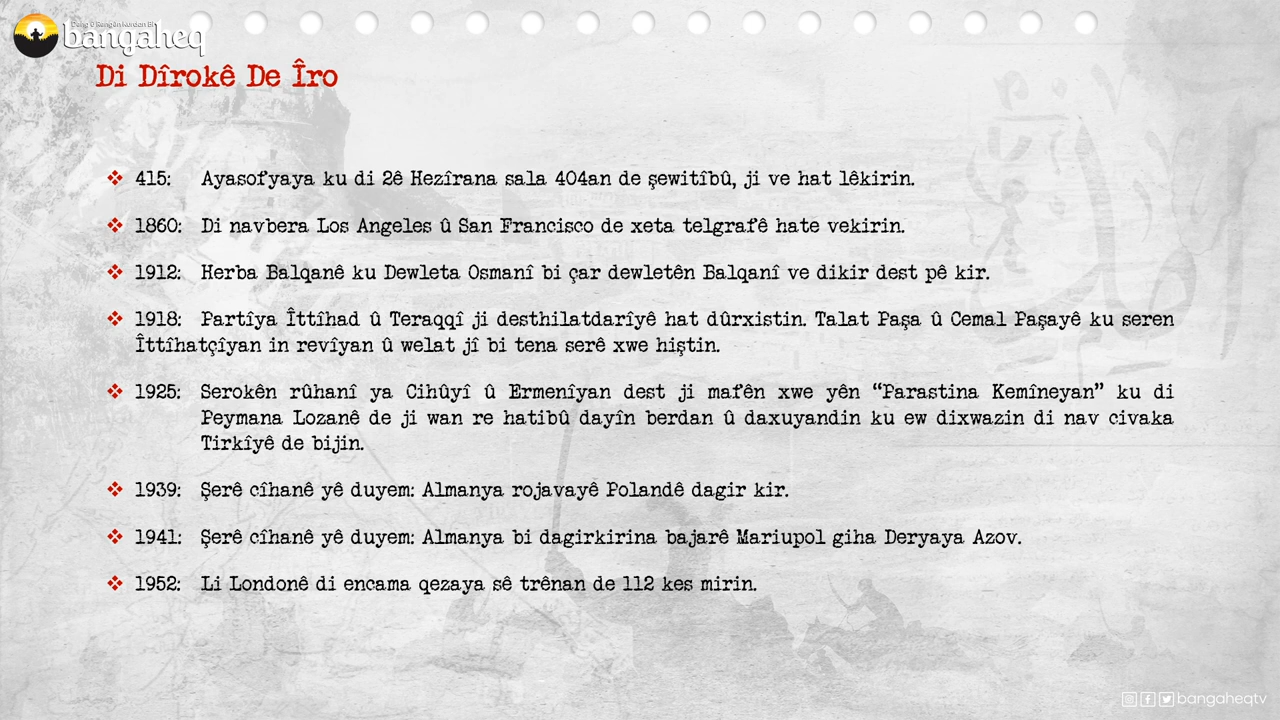 Deng û Rengên Kurdan Bi
bangaheq
Di Dîrokê De Îro
415: Ayasofyaya ku di 2ê Hezîrana sala 404an de şewitîbû, ji ve hat lêkirin.
1860: Di navbera Los Angeles û San Francisco de xeta telgrafê hate vekirin.
1912: Herba Balqanê ku Dewleta Osmanî bi çar dewletên Balqanî ve dikir dest pê kir.
1918: Partîya Îttîhad û Teraqqî ji desthilatdarîyê hat dûrxistin. Talat Paşa û Cemal Paşayê ku seren
Îttîhatçîyan in revîyan û welat jî bi tena serê xwe hiştin.
1925: Serokên rûhanî ya Cihûyî û Ermenîyan dest ji mafên xwe yên “Parastina Kemîneyan” ku di
Peymana Lozanê de ji wan re hatibû dayîn berdan û daxuyandin ku ew dixwazin di nav civaka
Tirkîyê de bijin.
1939: Şerê cîhanê yê duyem: Almanya rojavayê Polandê dagir kir.
1941: Şerê cîhanê yê duyem: Almanya bi dagirkirina bajarê Mariupol giha Deryaya Azov.
1952: Li Londonê di encama qezaya sê trênan de 112 kes mirin.
bangaheqtv